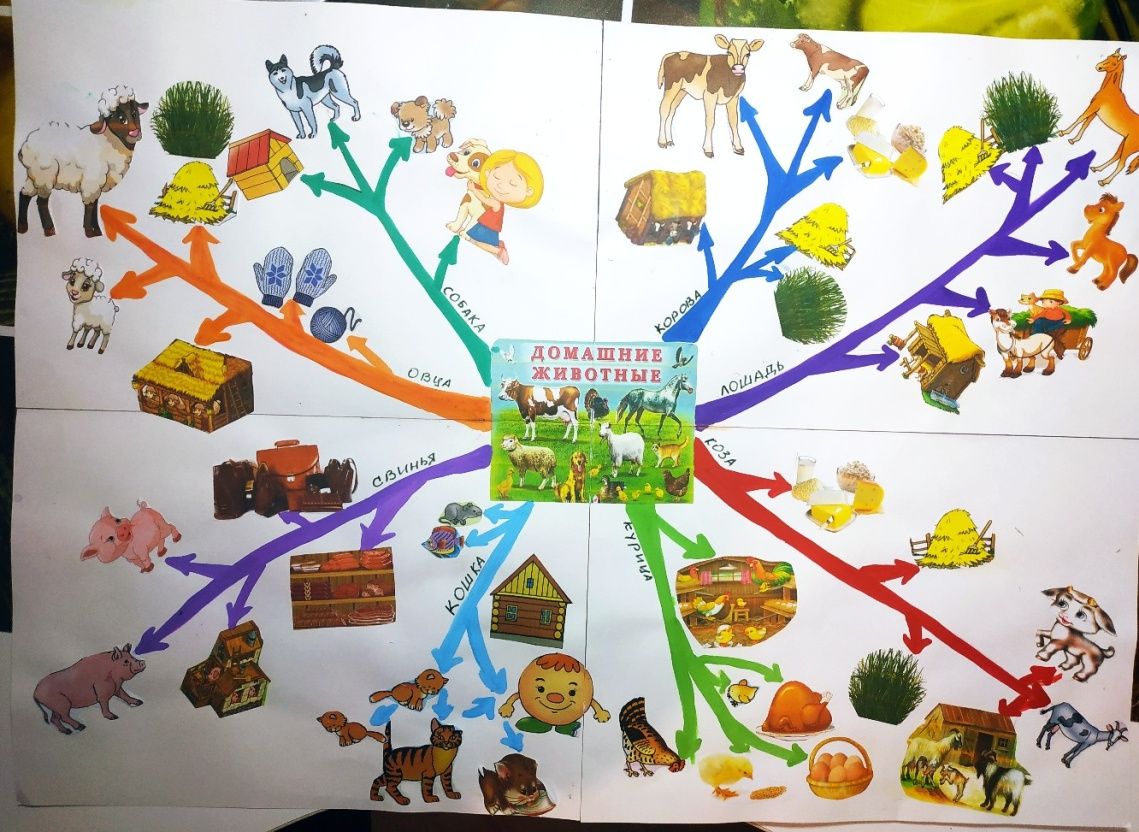 СОБАКА
КОРОВА
ДОМАШНИЕ
ЖИВОТНЫЕ
ОВЦА
ЛОШАДЬ
СВИНЬЯ
КОЗА
КОШКА
КУРИЦА